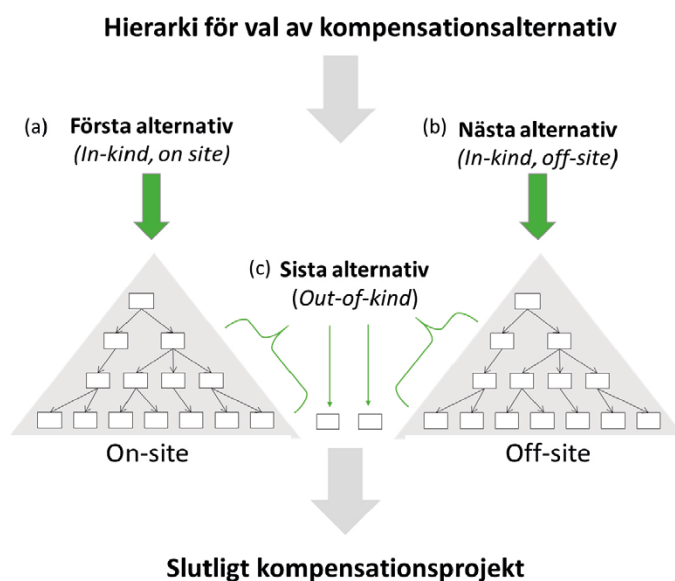 Hierarki för val av kompensationsalternativ
(a) Första alternativ
(In-kind, on site)
(b) Nästa alternativ
(In-kind, off-site)
(c) Sista alternativ
(Out-of-kind)
On-site
Off-site
Slutligt kompensationsprojekt